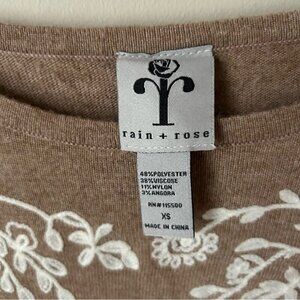 rain + rose
48%POLYESTER
38%VISCOSE
11%NYLON
3%ANGORA
RN#115500
XS
MADE IN CHINA